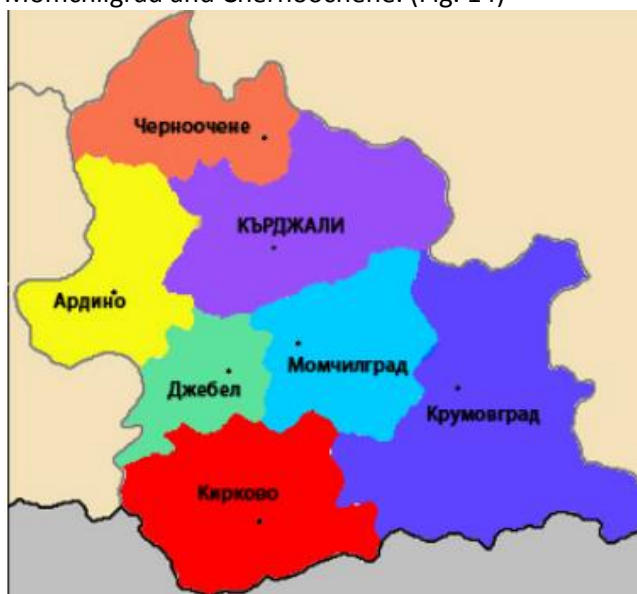 Momchilgrad and Chernoochene. (Fig. 14)
Черноочене
КЪРДЖАЛИ
Ардино
Момчилград
Джебел
Крумовград
Кирково